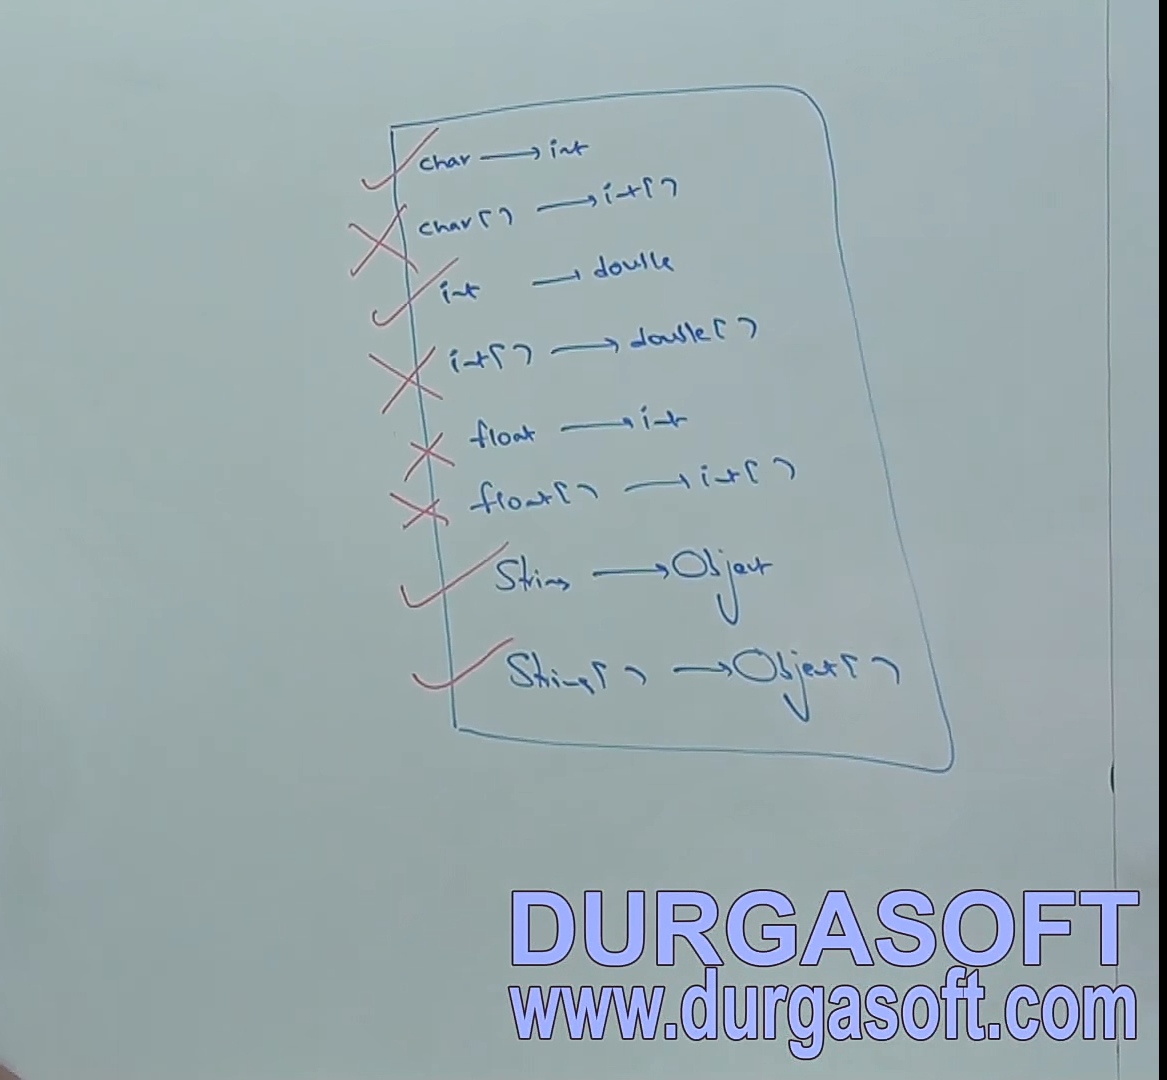 char → int
char[] → int[]
int → double
int[] → double[]
float → int
float[] → int[]
String → Object
String[] → Object[]
DURGASOFT
www.durgasoft.com